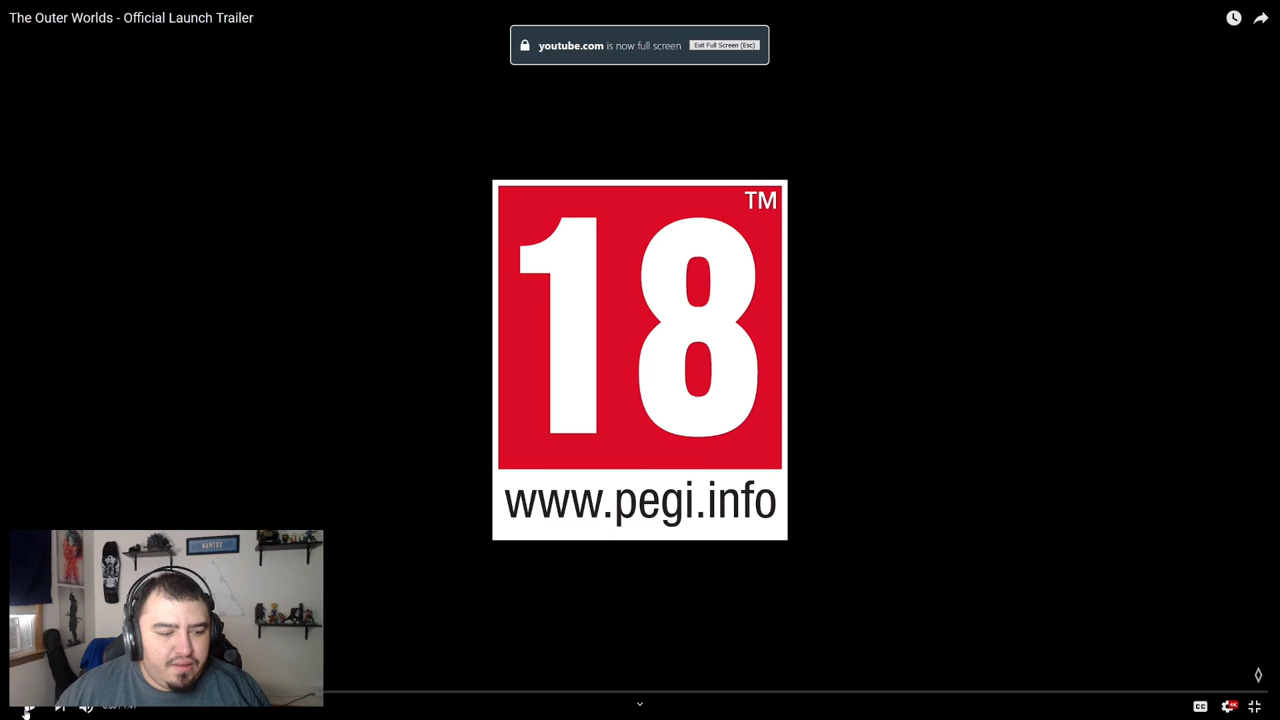 The Outer Worlds - Official Launch Trailer
youtube.com is now full screen
Exit Full Screen (Esc)
TM
18
www.pegi.info
CC